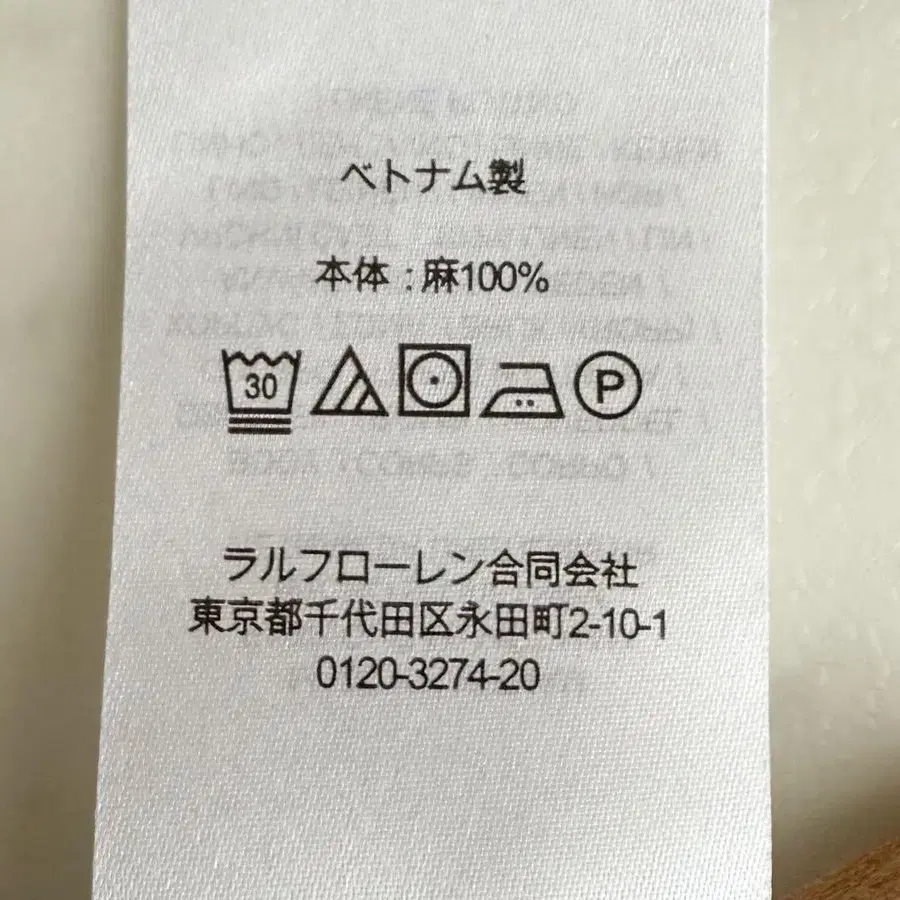 ベトナム製
本体:麻100%
30 P
ラルフローレン合同会社
東京都千代田区永田町2-10-1
0120-3274-20